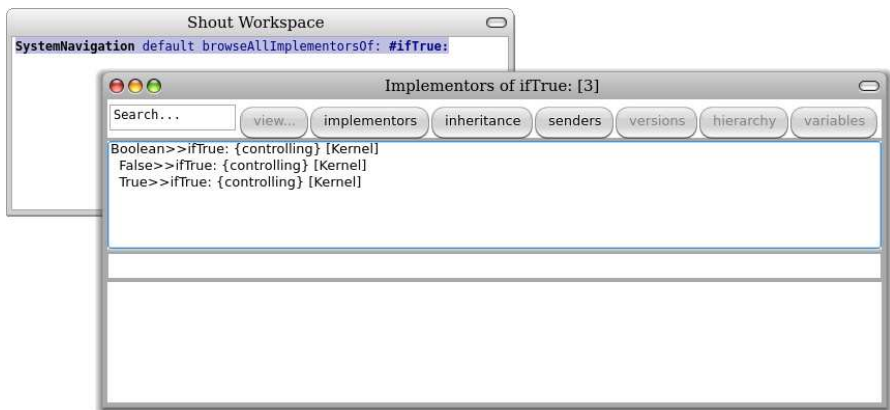 Shout Workspace
SystemNavigation default browseAllImplementorsOf: #ifTrue:
Implementors of ifTrue: [3]
Search...
view... implementors inheritance senders versions hierarchy variables
Boolean>>ifTrue: {controlling} [Kernel]
False>>ifTrue: {controlling} [Kernel]
True>>ifTrue: {controlling} [Kernel]